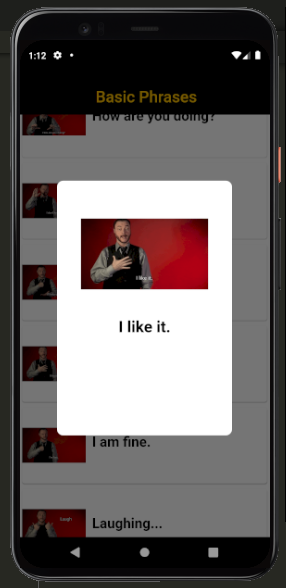 1:12
Basic Phrases
How are you doing?
I like it.
I like it.
I am fine.
laugh
Laughing...